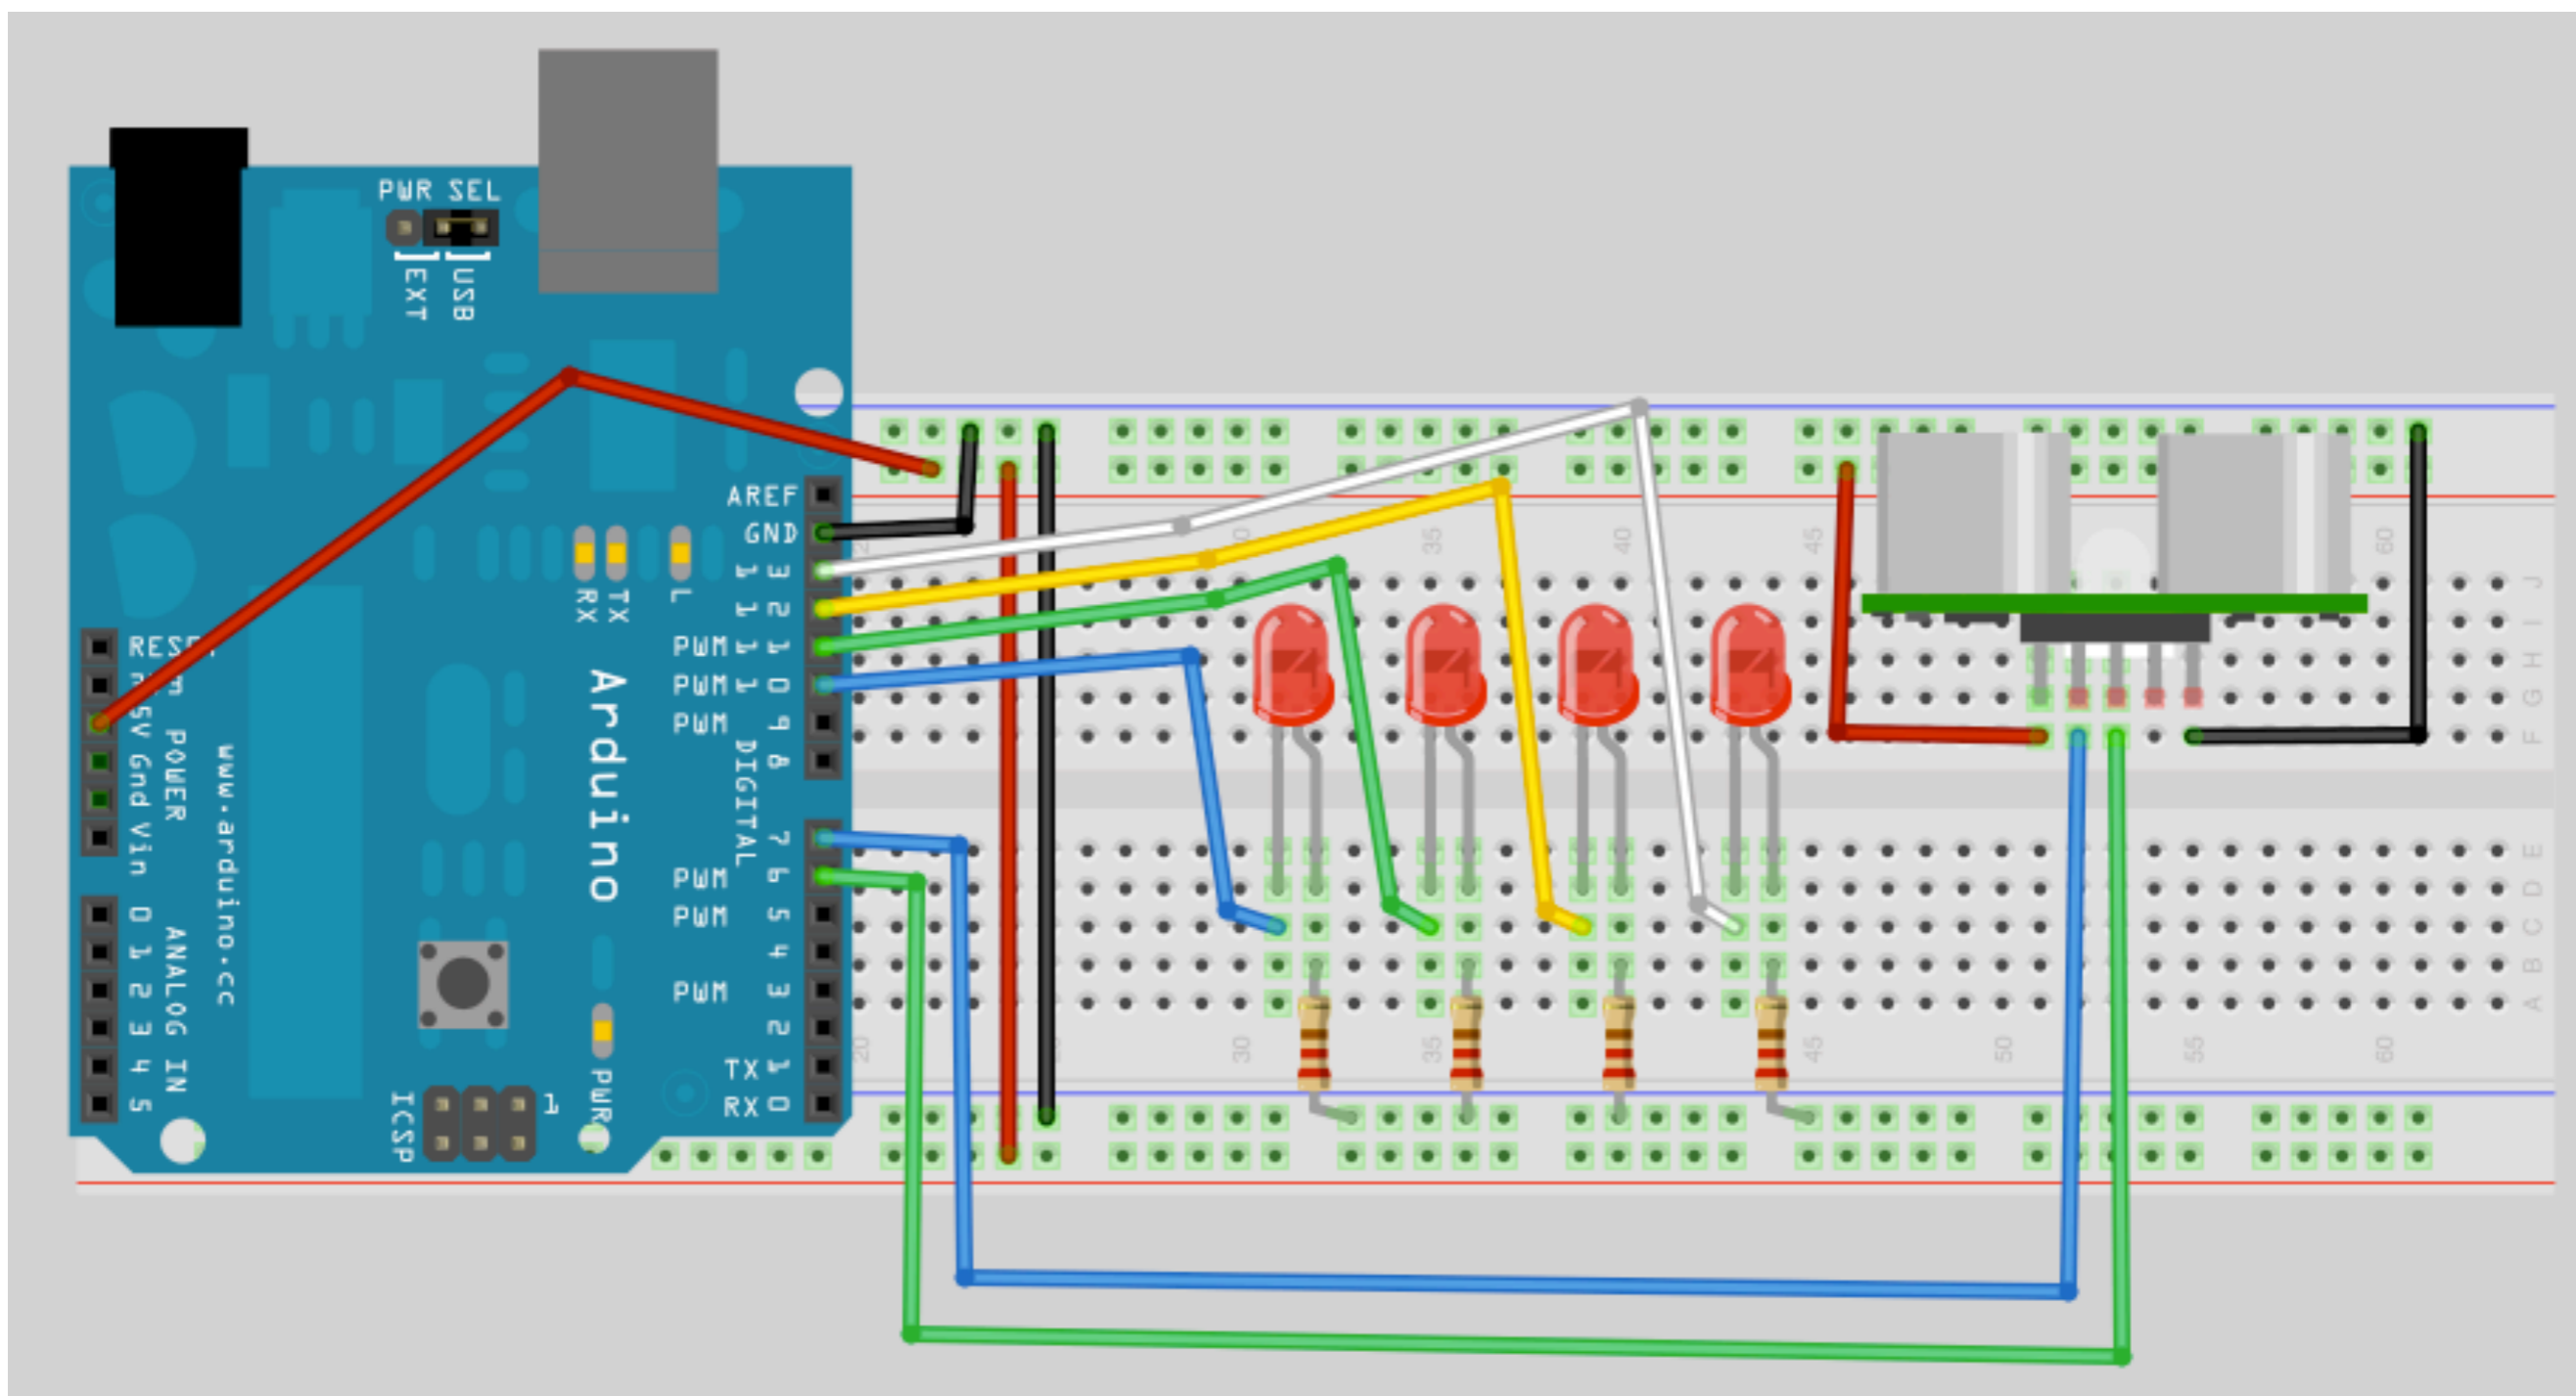 PWR SEL
EXT
USB
AREF
GND
13
12
RX
TX
L
PWM 11
PWM 10
PWM 9
8
DIGITAL
7
PWM 6
PWM 5
4
PWM 3
2
TX 1
RX 0
RESET
5V
Gnd
Vin
POWER
www.arduino.cc
Arduino
0
1
2
3
4
5
ANALOG IN
ICSP
1
PWR
35
40
45
60
J
I
H
G
F
E
D
C
B
A
20
30
35
45
50
55
60